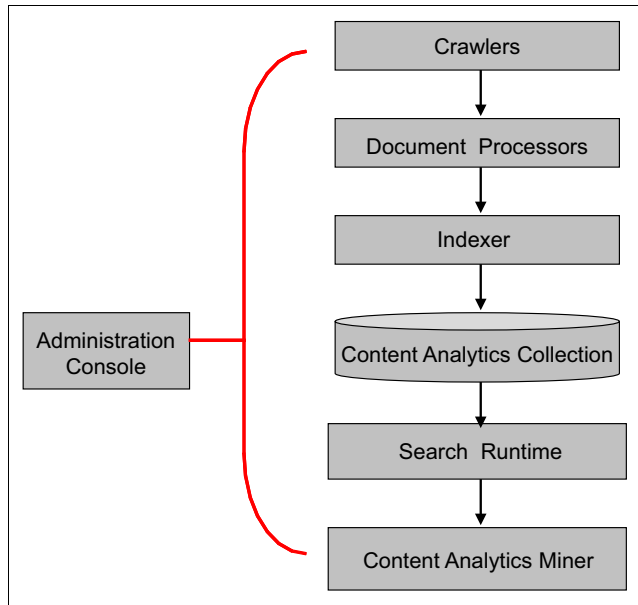 Crawlers
Document Processors
Indexer
Administration
Console
Content Analytics Collection
Search Runtime
Content Analytics Miner